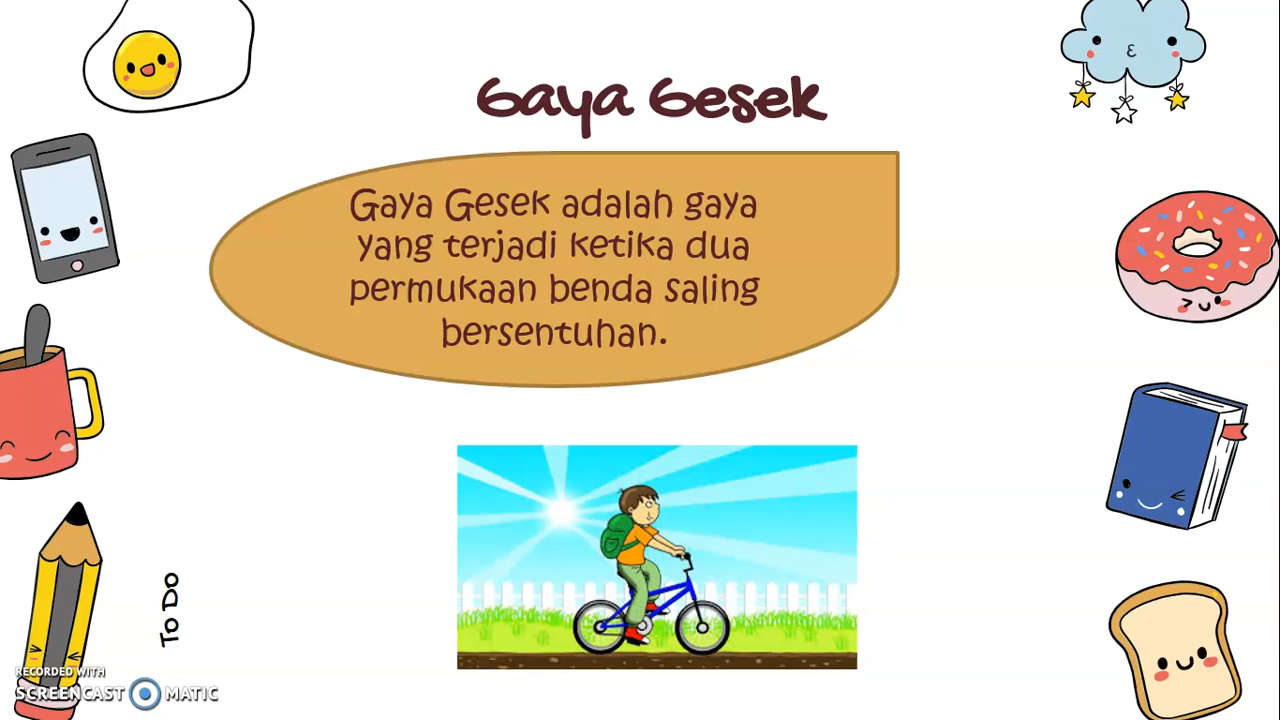 Gaya Gesek
Gaya Gesek adalah gaya
yang terjadi ketika dua
permukaan benda saling
bersentuhan.
To Do
RECORDED WITH
SCREENCAST MATIC